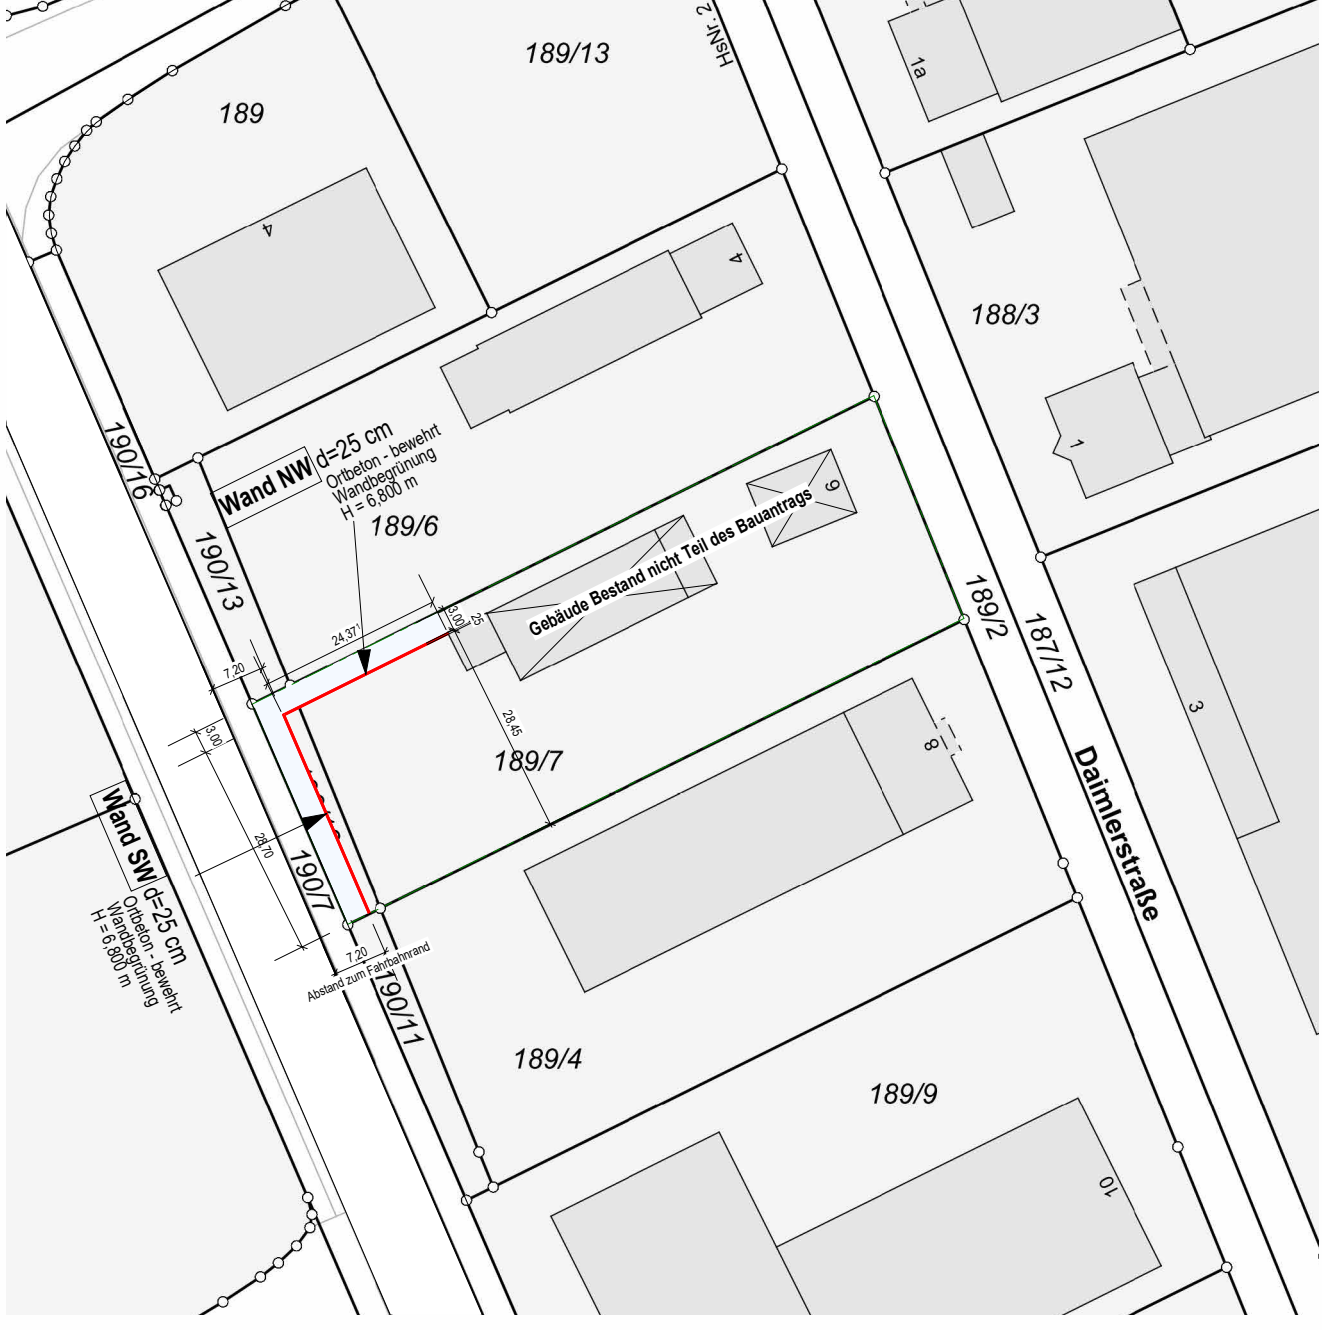 HsNr. 2
189/13
1a
189
4
4
188/3
1
190/16
Wand NW d=25 cm
Ortbeton - bewehrt
Wandbegrünung
H = 6,800 m
189/6
6
Gebäude Bestand nicht Teil des Bauantrags
190/13
3,00
25
24,37
7,20
189/2
187/12
3,00
28,45
189/7
3
8
Daimlerstraße
Wand SW d=25 cm
Ortbeton - bewehrt
Wandbegrünung
H = 6,800 m
28,70
190/7
7,20
Abstand zum Fahrbahnrand
190/11
189/4
189/9
10